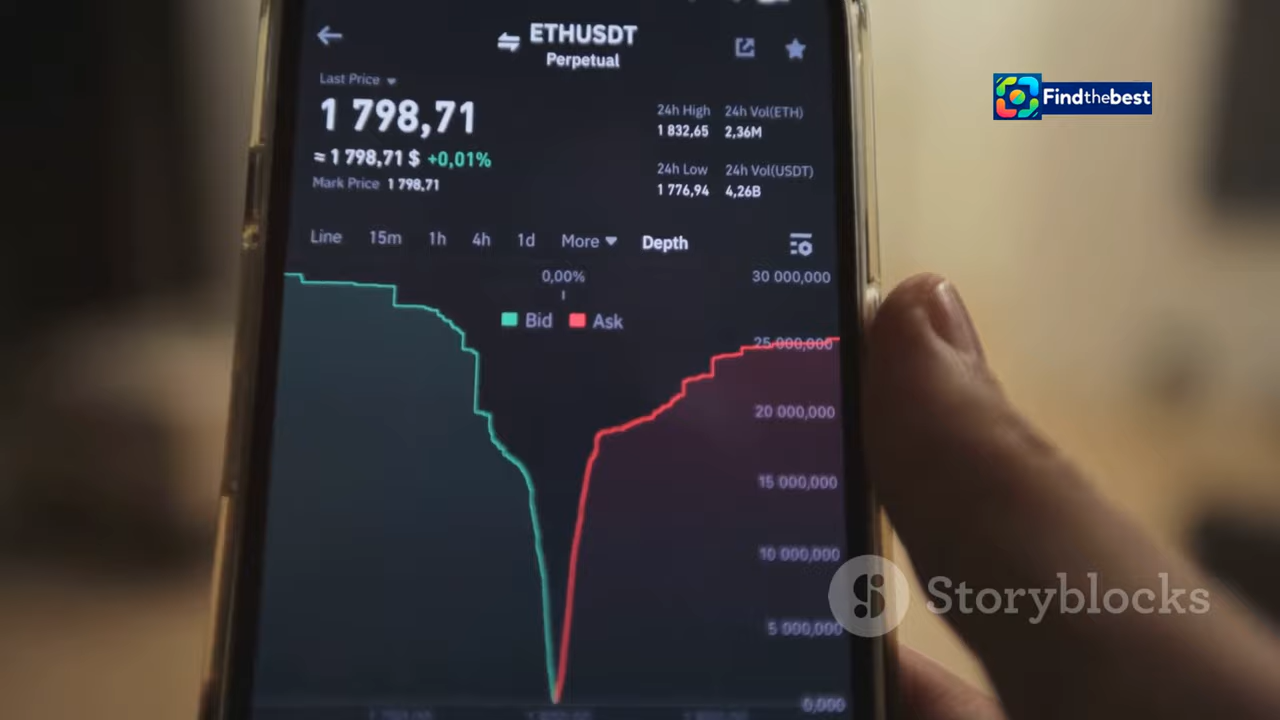 ETHUSDT
Perpetual
Last Price
1 798,71
≈ 1 798,71 $ +0,01%
Mark Price 1 798,71
24h High 24h Vol(ETH)
1 832,65 2,36M
24h Low 24h Vol(USDT)
1 776,94 4,26B
Findthebest
Line 15m 1h 4h 1d More Depth
0,00%
30 000,000
Bid Ask
25 000,000
20 000,000
15 000,000
10 000,000
5 000,000
0,000
Storyblocks